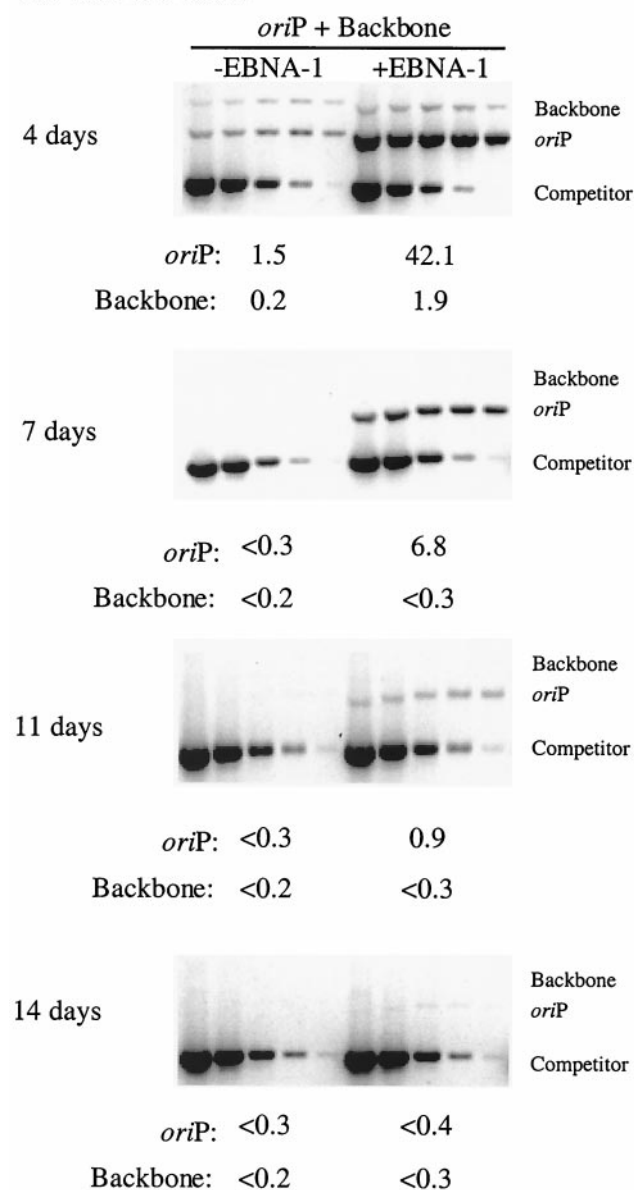 oriP + Backbone
-EBNA-1 +EBNA-1
4 days
Backbone
oriP
Competitor
oriP: 1.5 42.1
Backbone: 0.2 1.9
7 days
Backbone
oriP
Competitor
oriP: <0.3 6.8
Backbone: <0.2 <0.3
11 days
Backbone
oriP
Competitor
oriP: <0.3 0.9
Backbone: <0.2 <0.3
14 days
Backbone
oriP
Competitor
oriP: <0.3 <0.4
Backbone: <0.2 <0.3